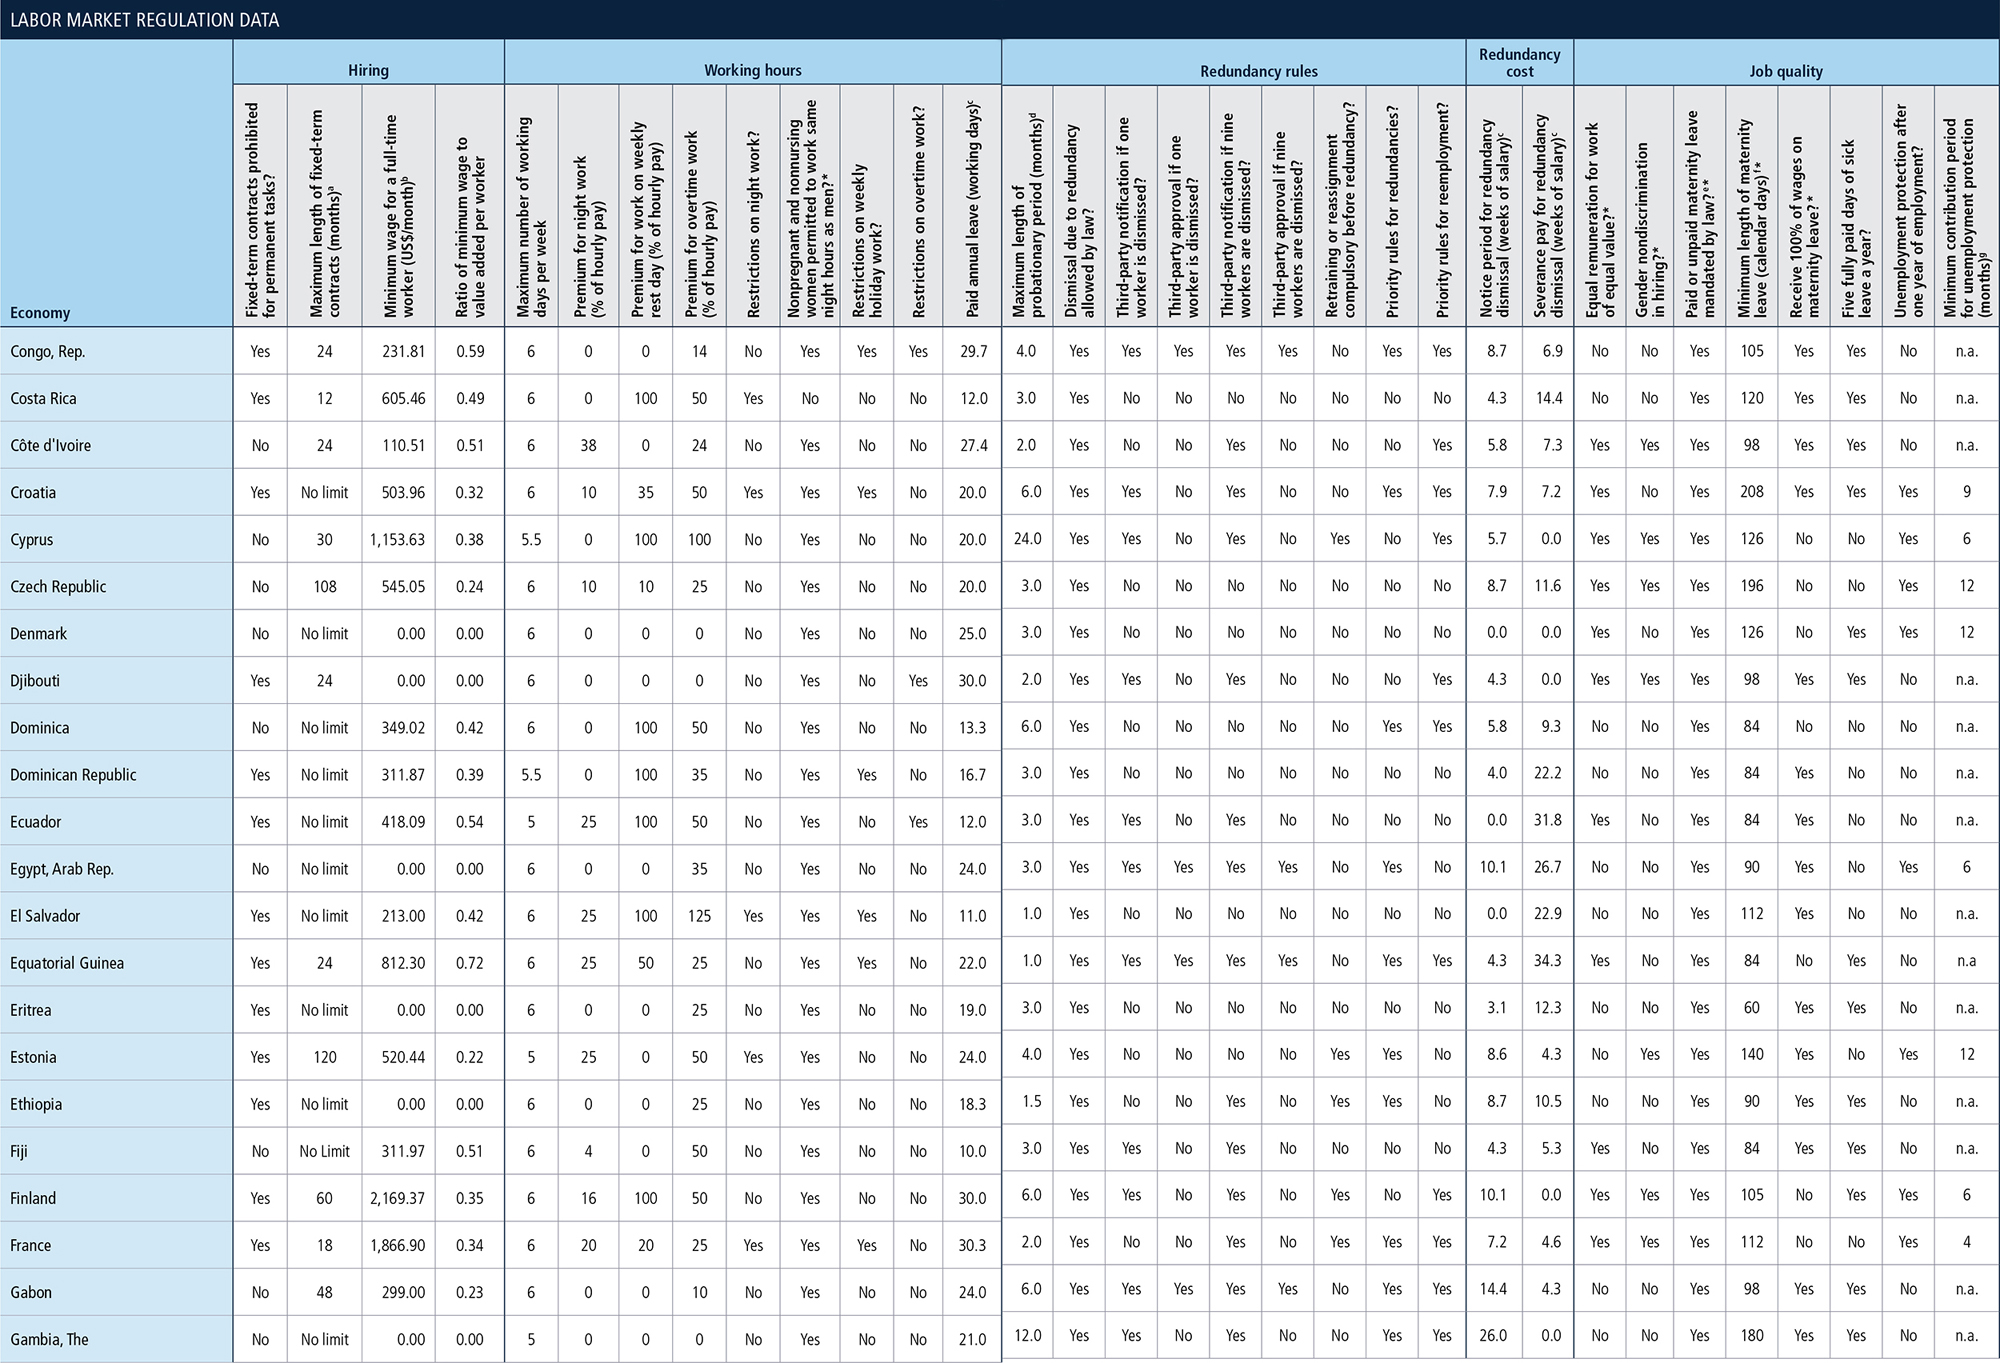 LABOR MARKET REGULATION DATA
Hiring
Working hours
Redundancy rules
Redundancy
cost
Job quality
Economy
Fixed-term contracts prohibited
for permanent tasks?
Maximum length of fixed-term
contracts (months)ᵃ
Minimum wage for a full-time
worker (US$/month)ᵇ
Ratio of minimum wage to
value added per worker
Maximum number of working
days per week
Premium for night work
(% of hourly pay)
Premium for work on weekly
rest day (% of hourly pay)
Premium for overtime work
(% of hourly pay)
Restrictions on night work?
Nonpregnant and nonnursing
women permitted to work same
night hours as men?*
Restrictions on weekly
holiday work?
Restrictions on overtime work?
Paid annual leave (working days)ᶜ
Maximum length of
probationary period (months)ᵈ
Dismissal due to redundancy
allowed by law?
Third-party notification if one
worker is dismissed?
Third-party approval if one
worker is dismissed?
Third-party notification if nine
workers are dismissed?
Third-party approval if nine
workers are dismissed?
Retraining or reassignment
compulsory before redundancy?
Priority rules for redundancies?
Priority rules for reemployment?
Notice period for redundancy
dismissal (weeks of salary)ᶜ
Severance pay for redundancy
dismissal (weeks of salary)ᶜ
Equal remuneration for work
of equal value?*
Gender nondiscrimination
in hiring?*
Paid or unpaid maternity leave
mandated by law?ᵉ*
Minimum length of maternity
leave (calendar days)ᶠ*
Receive 100% of wages on
maternity leave?*
Five fully paid days of sick
leave a year?
Unemployment protection after
one year of employment?
Minimum contribution period
for unemployment protection
(months)ᵍ
Congo, Rep. Yes 24 231.81 0.59 6 0 0 14 No Yes Yes Yes 29.7 4.0 Yes Yes Yes Yes Yes No Yes Yes 8.7 6.9 No No Yes 105 Yes Yes No n.a.
Costa Rica Yes 12 605.46 0.49 6 0 100 50 Yes No No No 12.0 3.0 Yes No No No No No No No 4.3 14.4 No No Yes 120 Yes Yes No n.a.
Côte d'Ivoire No 24 110.51 0.51 6 38 0 24 No Yes No No 27.4 2.0 Yes No No Yes No No No Yes 5.8 7.3 Yes Yes Yes 98 Yes Yes No n.a.
Croatia Yes No limit 503.96 0.32 6 10 35 50 Yes Yes Yes No 20.0 6.0 Yes Yes No Yes No No Yes Yes 7.9 7.2 Yes No Yes 208 Yes Yes Yes 9
Cyprus No 30 1,153.63 0.38 5.5 0 100 100 No Yes No No 20.0 24.0 Yes Yes No Yes No Yes No Yes 5.7 0.0 Yes Yes Yes 126 No No Yes 6
Czech Republic No 108 545.05 0.24 6 10 10 25 No Yes No No 20.0 3.0 Yes No No No No No No No 8.7 11.6 Yes Yes Yes 196 No No Yes 12
Denmark No No limit 0.00 0.00 6 0 0 0 No Yes No No 25.0 3.0 Yes No No No No No No No 0.0 0.0 Yes No Yes 126 No Yes Yes 12
Djibouti Yes 24 0.00 0.00 6 0 0 0 No Yes No Yes 30.0 2.0 Yes Yes No Yes No No No Yes 4.3 0.0 Yes Yes Yes 98 Yes Yes No n.a.
Dominica No No limit 349.02 0.42 6 0 100 50 No Yes No No 13.3 6.0 Yes No No No No No Yes Yes 5.8 9.3 No No Yes 84 No No No n.a.
Dominican Republic Yes No limit 311.87 0.39 5.5 0 100 35 No Yes Yes No 16.7 3.0 Yes No No No No No No No 4.0 22.2 No No Yes 84 Yes No No n.a.
Ecuador Yes No limit 418.09 0.54 5 25 100 50 No Yes No Yes 12.0 3.0 Yes Yes No Yes No No No No 0.0 31.8 Yes No Yes 84 Yes No No n.a.
Egypt, Arab Rep. No No limit 0.00 0.00 6 0 0 35 No Yes No No 24.0 3.0 Yes Yes Yes Yes Yes No Yes No 10.1 26.7 No No Yes 90 Yes No Yes 6
El Salvador Yes No limit 213.00 0.42 6 25 100 125 Yes Yes Yes No 11.0 1.0 Yes No No No No No No No 0.0 22.9 No No Yes 112 Yes No No n.a.
Equatorial Guinea Yes 24 812.30 0.72 6 25 50 25 No Yes Yes No 22.0 1.0 Yes Yes Yes Yes Yes No Yes Yes 4.3 34.3 Yes No Yes 84 No Yes No n.a
Eritrea Yes No limit 0.00 0.00 6 0 0 25 No Yes No No 19.0 3.0 Yes No No No No No No No 3.1 12.3 No No Yes 60 Yes Yes No n.a.
Estonia Yes 120 520.44 0.22 5 25 0 50 Yes Yes No No 24.0 4.0 Yes No No No No Yes Yes No 8.6 4.3 No Yes Yes 140 Yes No Yes 12
Ethiopia Yes No limit 0.00 0.00 6 0 0 25 No Yes No No 18.3 1.5 Yes No No Yes No Yes Yes No 8.7 10.5 No No Yes 90 Yes Yes No n.a.
Fiji No No Limit 311.97 0.51 6 4 0 50 No Yes No No 10.0 3.0 Yes Yes No Yes No No No No 4.3 5.3 Yes No Yes 84 Yes Yes No n.a.
Finland Yes 60 2,169.37 0.35 6 16 100 50 No Yes No No 30.0 6.0 Yes Yes No Yes No Yes No Yes 10.1 0.0 Yes Yes Yes 105 No Yes Yes 6
France Yes 18 1,866.90 0.34 6 20 20 25 Yes Yes Yes No 30.3 2.0 Yes No No Yes No Yes Yes Yes 7.2 4.6 Yes Yes Yes 112 No No Yes 4
Gabon No 48 299.00 0.23 6 0 0 10 No Yes No No 24.0 6.0 Yes Yes Yes Yes Yes No Yes Yes 14.4 4.3 No No Yes 98 Yes Yes No n.a.
Gambia, The No No limit 0.00 0.00 5 0 0 0 No Yes No No 21.0 12.0 Yes Yes No Yes No No Yes Yes 26.0 0.0 No No Yes 180 Yes Yes No n.a.